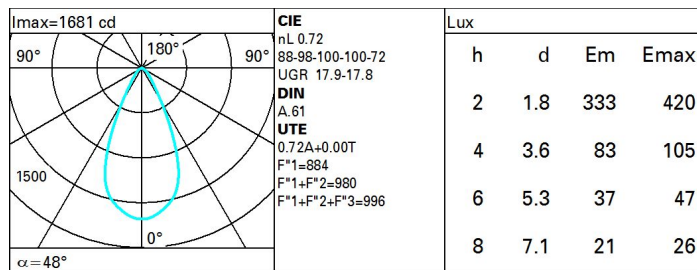 Imax=1681 cd
90°
180°
90°
1500
0°
α=48°
CIE
nL 0.72
88-98-100-100-72
UGR 17.9-17.8
DIN
A.61
UTE
0.72A+0.00T
F"1=884
F"1+F"2=980
F"1+F"2+F"3=996
Lux
h d Em Emax
2 1.8 333 420
4 3.6 83 105
6 5.3 37 47
8 7.1 21 26